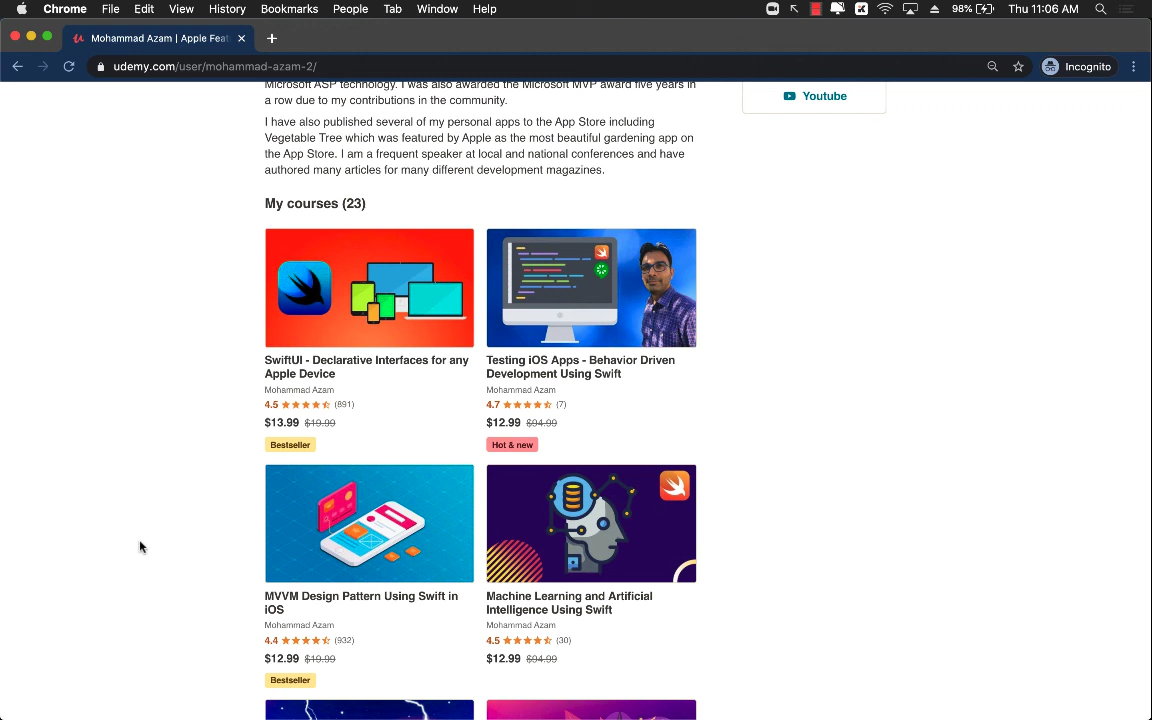 Chrome File Edit View History Bookmarks People Tab Window Help 98% Thu 11:06 AM
Mohammad Azam | Apple Feat
udemy.com/user/mohammad-azam-2/ Incognito
Microsoft ASP technology. I was also awarded the Microsoft MVP award five years in
a row due to my contributions in the community.
Youtube
I have also published several of my personal apps to the App Store including
Vegetable Tree which was featured by Apple as the most beautiful gardening app on
the App Store. I am a frequent speaker at local and national conferences and have
authored many articles for many different development magazines.
My courses (23)
SwiftUI - Declarative Interfaces for any
Apple Device
Mohammad Azam
4.5 (891)
$13.99 $19.99
Bestseller
Testing iOS Apps - Behavior Driven
Development Using Swift
Mohammad Azam
4.7 (7)
$12.99 $94.99
Hot & new
MVVM Design Pattern Using Swift in
iOS
Mohammad Azam
4.4 (932)
$12.99 $19.99
Bestseller
Machine Learning and Artificial
Intelligence Using Swift
Mohammad Azam
4.5 (30)
$12.99 $94.99